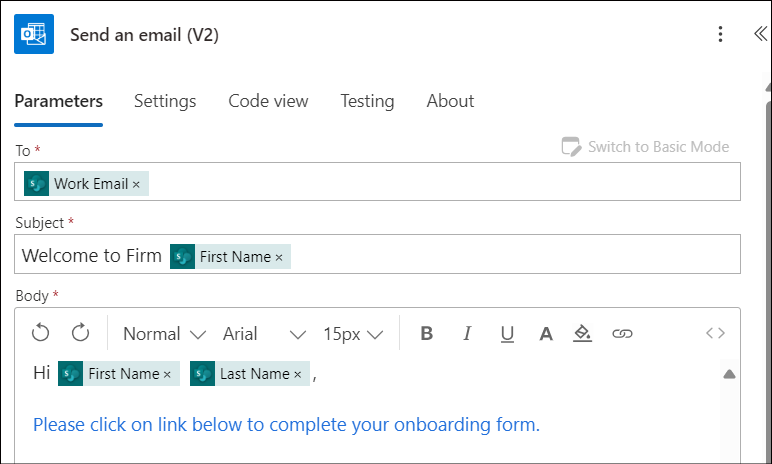 Send an email (V2)
Parameters Settings Code view Testing About
To *
Switch to Basic Mode
Work Email ×
Subject *
Welcome to Firm First Name ×
Body *
Normal Arial 15px B I U A
Hi First Name × Last Name × ,
Please click on link below to complete your onboarding form.